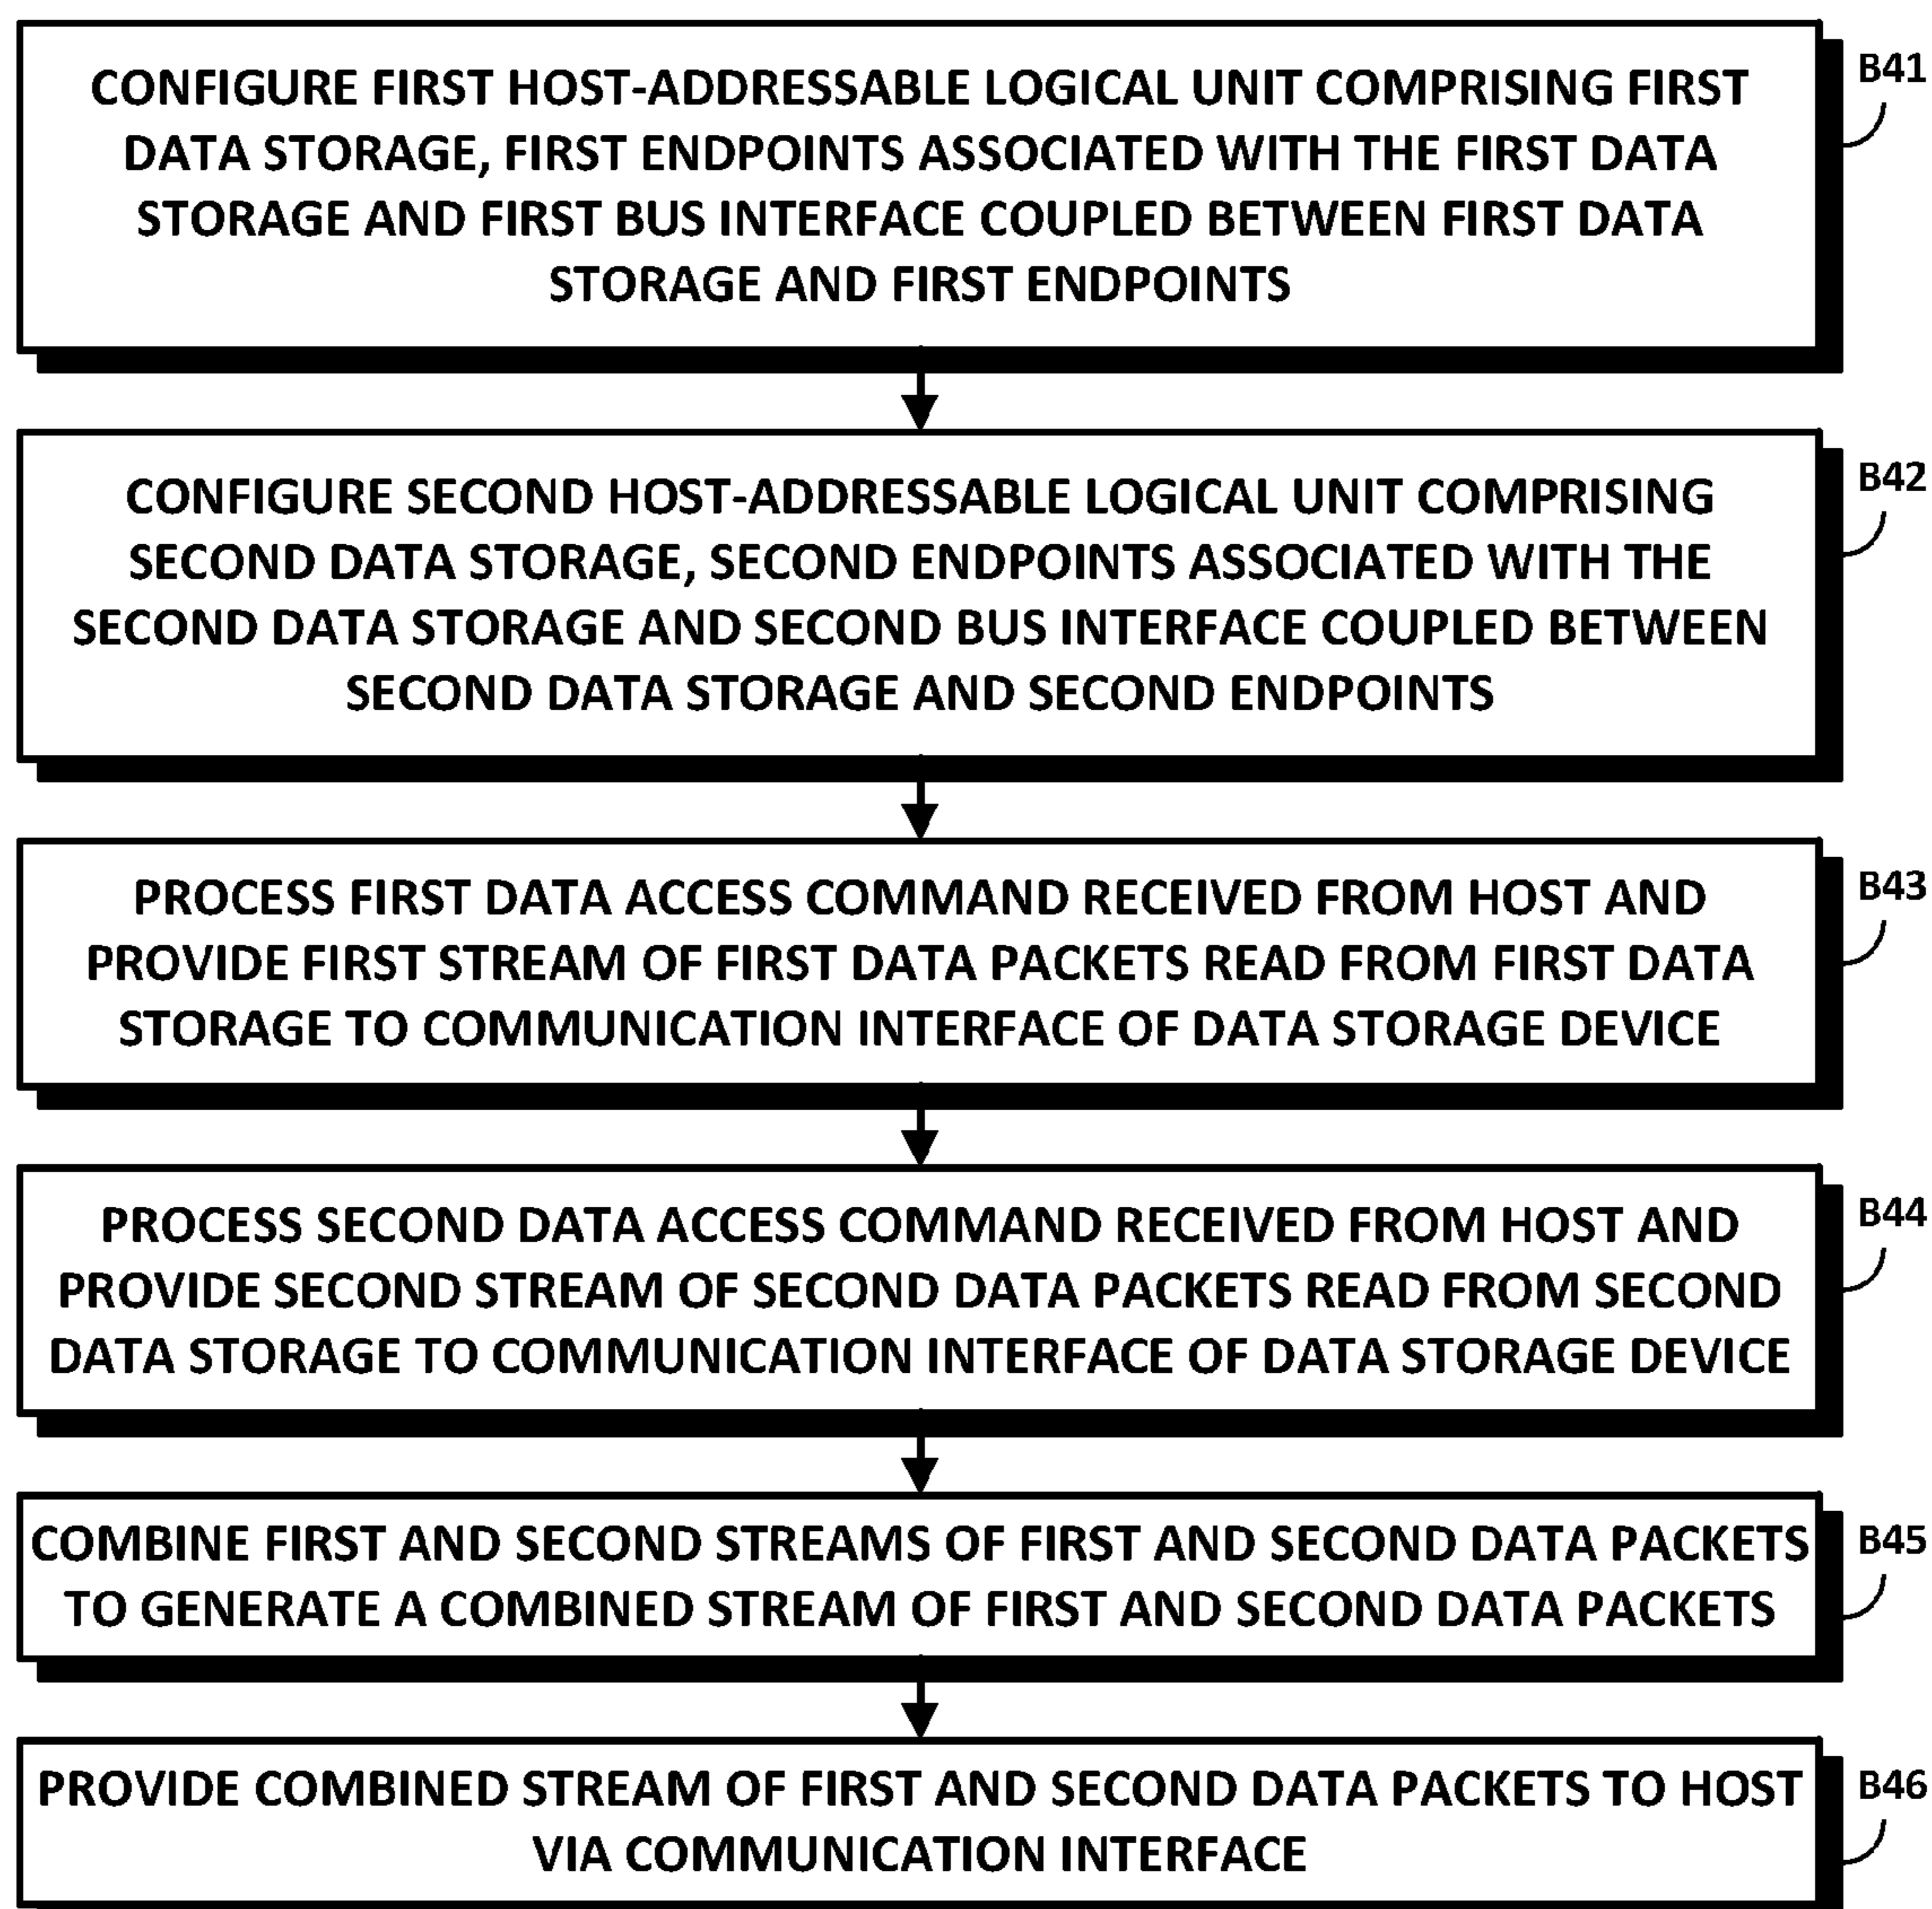 CONFIGURE FIRST HOST-ADDRESSABLE LOGICAL UNIT COMPRISING FIRST
DATA STORAGE, FIRST ENDPOINTS ASSOCIATED WITH THE FIRST DATA
STORAGE AND FIRST BUS INTERFACE COUPLED BETWEEN FIRST DATA
STORAGE AND FIRST ENDPOINTS
B41
CONFIGURE SECOND HOST-ADDRESSABLE LOGICAL UNIT COMPRISING
SECOND DATA STORAGE, SECOND ENDPOINTS ASSOCIATED WITH THE
SECOND DATA STORAGE AND SECOND BUS INTERFACE COUPLED BETWEEN
SECOND DATA STORAGE AND SECOND ENDPOINTS
B42
PROCESS FIRST DATA ACCESS COMMAND RECEIVED FROM HOST AND
PROVIDE FIRST STREAM OF FIRST DATA PACKETS READ FROM FIRST DATA
STORAGE TO COMMUNICATION INTERFACE OF DATA STORAGE DEVICE
B43
PROCESS SECOND DATA ACCESS COMMAND RECEIVED FROM HOST AND
PROVIDE SECOND STREAM OF SECOND DATA PACKETS READ FROM SECOND
DATA STORAGE TO COMMUNICATION INTERFACE OF DATA STORAGE DEVICE
B44
COMBINE FIRST AND SECOND STREAMS OF FIRST AND SECOND DATA PACKETS
TO GENERATE A COMBINED STREAM OF FIRST AND SECOND DATA PACKETS
B45
PROVIDE COMBINED STREAM OF FIRST AND SECOND DATA PACKETS TO HOST
VIA COMMUNICATION INTERFACE
B46